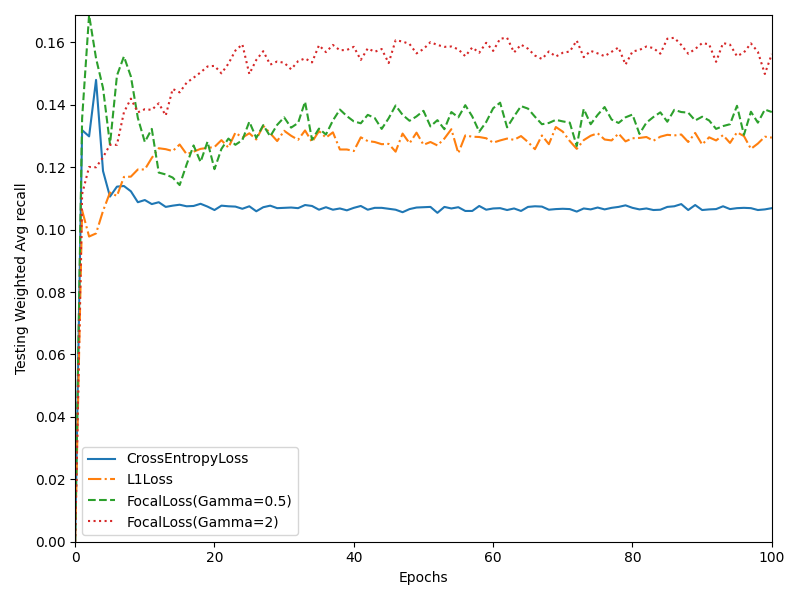 Testing Weighted Avg recall
0.16
0.14
0.12
0.10
0.08
0.06
0.04
0.02
0.00
CrossEntropyLoss
L1Loss
FocalLoss(Gamma=0.5)
FocalLoss(Gamma=2)
0 20 40 60 80 100
Epochs